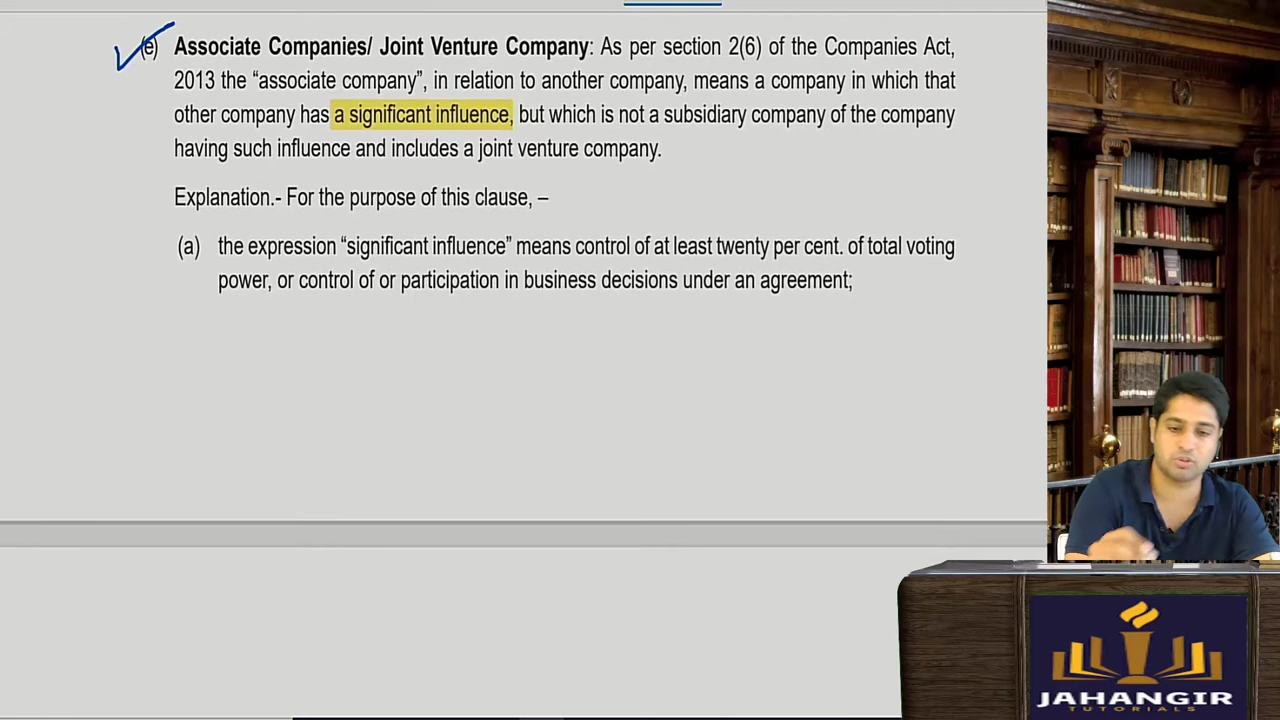 (e) Associate Companies/ Joint Venture Company: As per section 2(6) of the Companies Act,
2013 the “associate company”, in relation to another company, means a company in which that
other company has a significant influence, but which is not a subsidiary company of the company
having such influence and includes a joint venture company.
Explanation.- For the purpose of this clause, –
(a) the expression “significant influence” means control of at least twenty per cent. of total voting
power, or control of or participation in business decisions under an agreement;
JAHANGIR
TUTORIALS